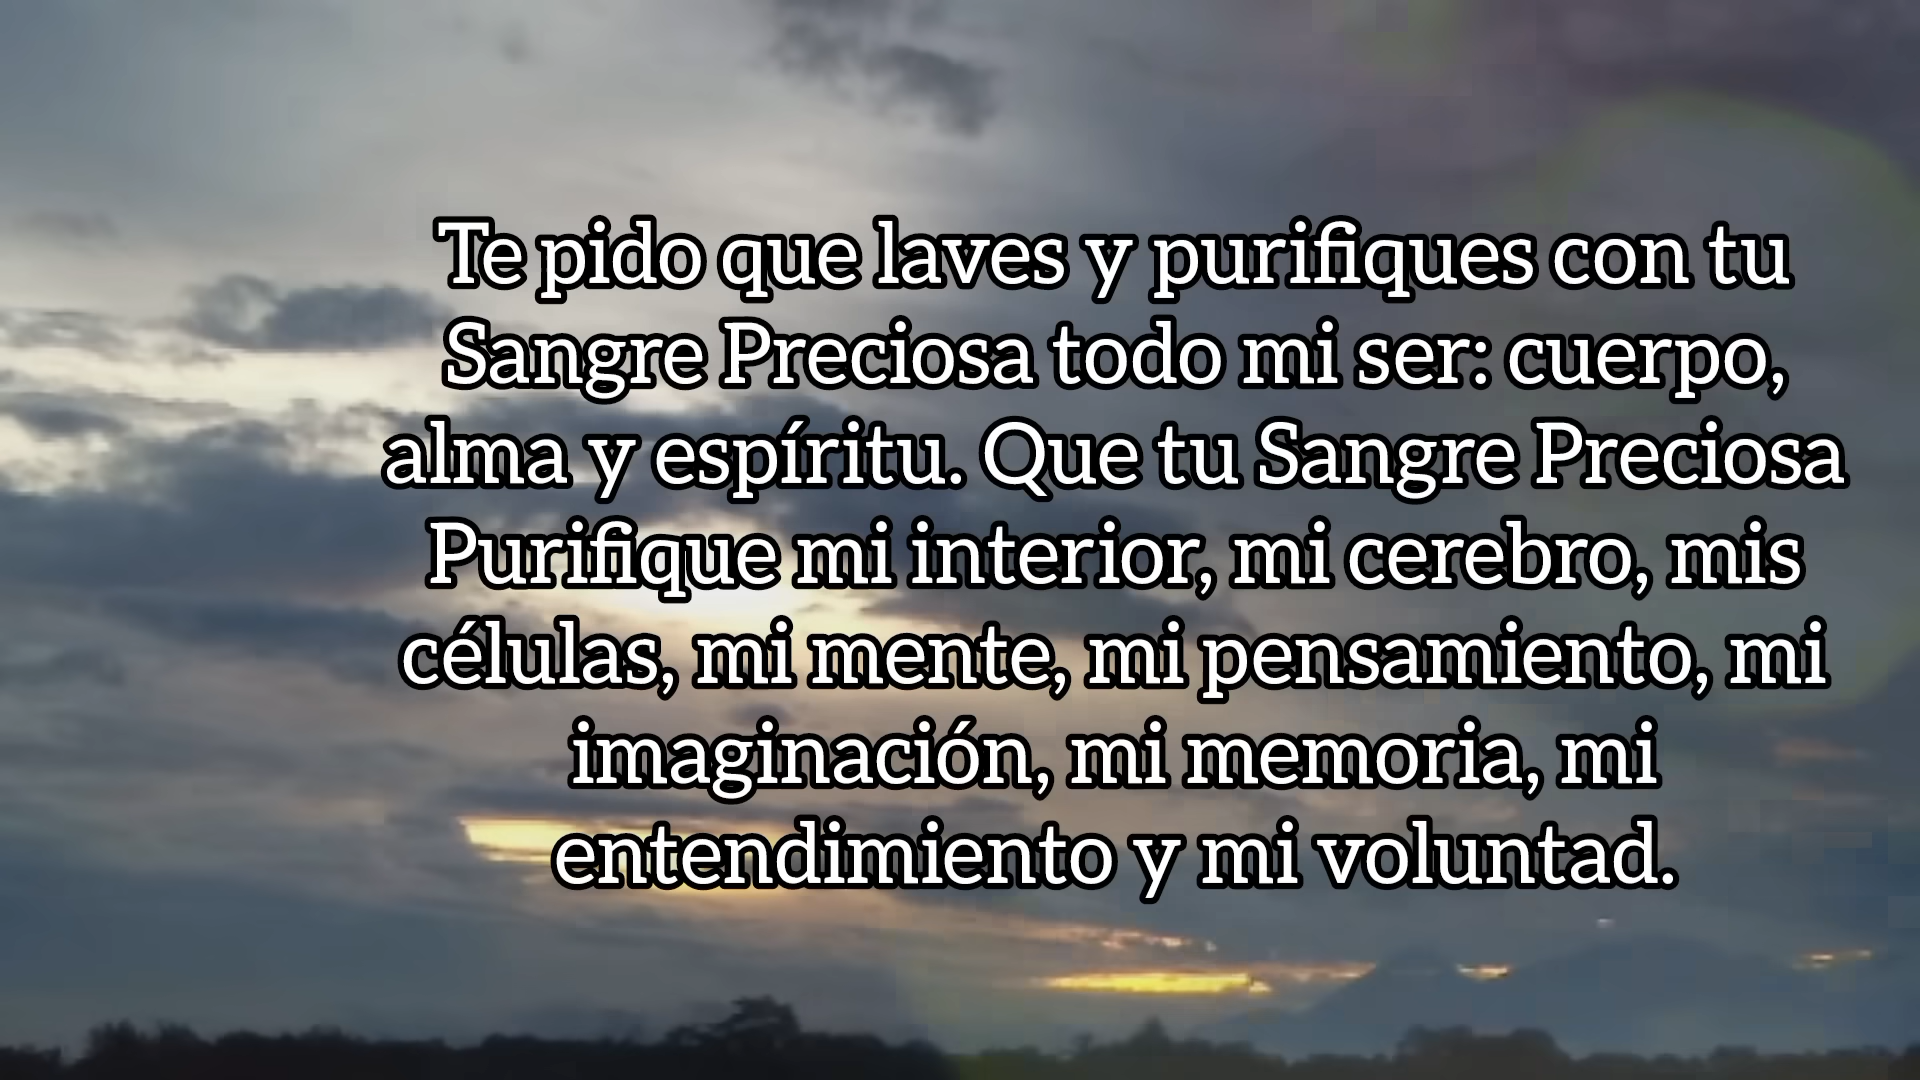 Te pido que laves y purifiques con tu
Sangre Preciosa todo mi ser: cuerpo,
alma y espíritu. Que tu Sangre Preciosa
Purifique mi interior, mi cerebro, mis
células, mi mente, mi pensamiento, mi
imaginación, mi memoria, mi
entendimiento y mi voluntad.